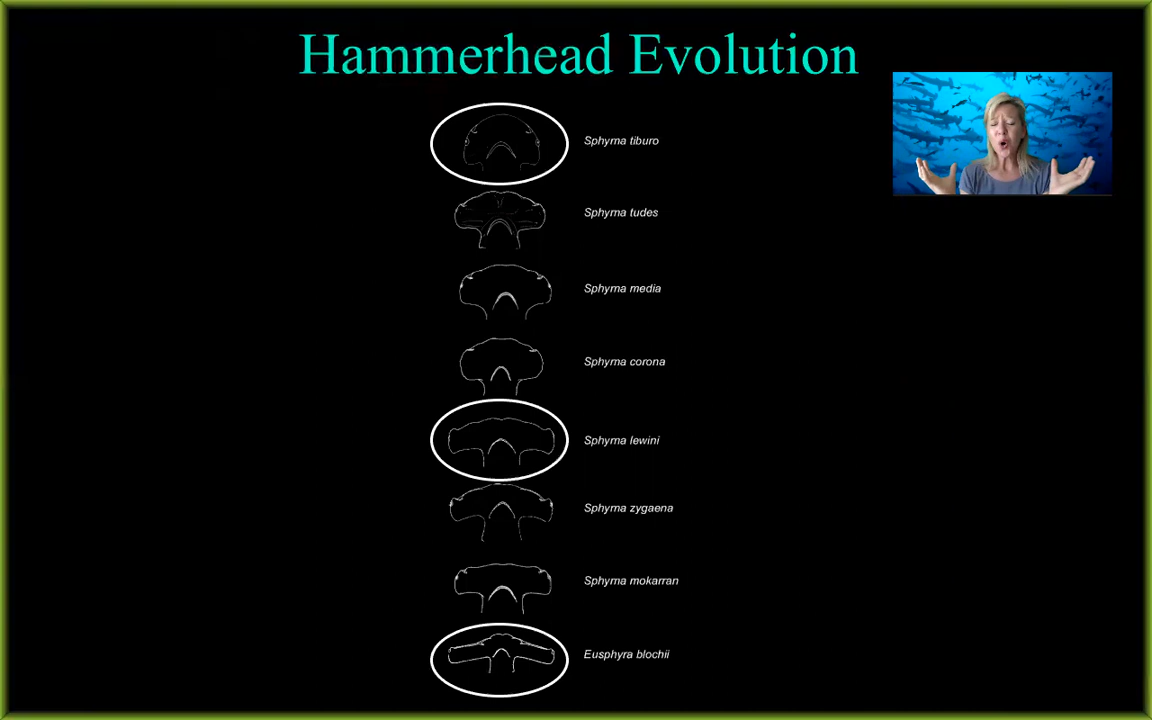 Hammerhead Evolution
Sphyrna tiburo
Sphyrna tudes
Sphyrna media
Sphyrna corona
Sphyrna lewini
Sphyrna zygaena
Sphyrna mokarran
Eusphyra blochii